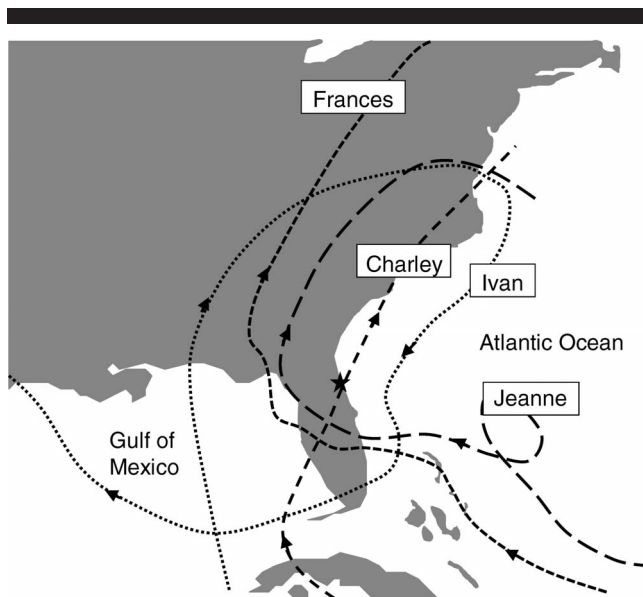 Frances
Charley
Ivan
Atlantic Ocean
Jeanne
Gulf of
Mexico